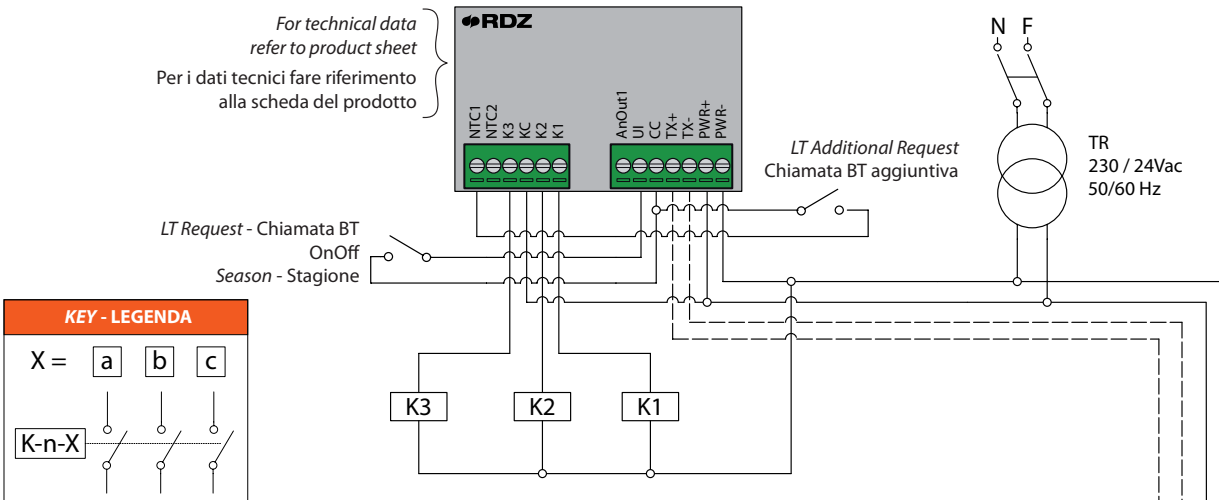 For technical data
refer to product sheet
Per i dati tecnici fare riferimento
alla scheda del prodotto
RDZ
NTC1
NTC2
K3
KC
K2
K1
AnOut1
UI
CC
TX+
TX-
PWR+
PWR-
N F
TR
230 / 24Vac
50/60 Hz
LT Additional Request
Chiamata BT aggiuntiva
LT Request - Chiamata BT
OnOff
Season - Stagione
KEY - LEGENDA
X = a b c
K-n-X
K3 K2 K1